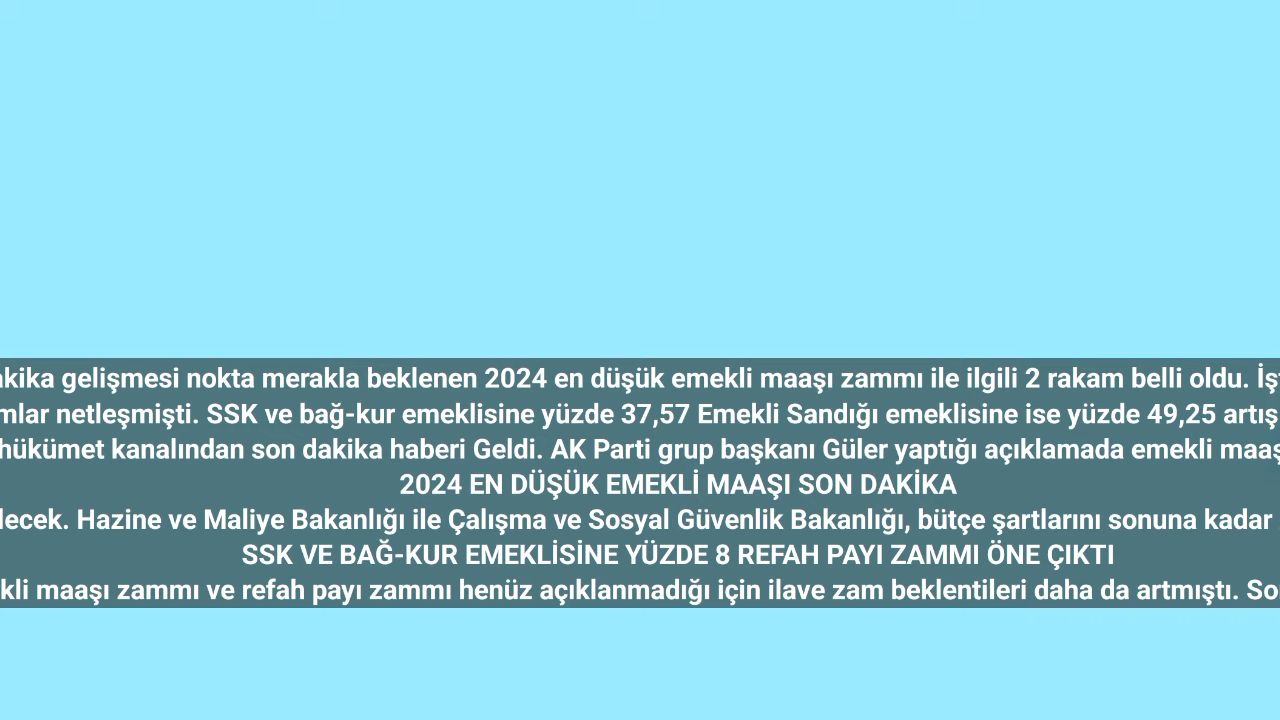 akika gelişmesi nokta merakla beklenen 2024 en düşük emekli maaşı zammı ile ilgili 2 rakam belli oldu. İşt
mlar netleşmişti. SSK ve bağ-kur emeklisine yüzde 37,57 Emekli Sandığı emeklisine ise yüzde 49,25 artış
hükümet kanalından son dakika haberi Geldi. AK Parti grup başkanı Güler yaptığı açıklamada emekli maaş
2024 EN DÜŞÜK EMEKLİ MAAŞI SON DAKİKA
lecek. Hazine ve Maliye Bakanlığı ile Çalışma ve Sosyal Güvenlik Bakanlığı, bütçe şartlarını sonuna kadar
SSK VE BAĞ-KUR EMEKLİSİNE YÜZDE 8 REFAH PAYI ZAMMI ÖNE ÇIKTI
kli maaşı zammı ve refah payı zammı henüz açıklanmadığı için ilave zam beklentileri daha da artmıştı. So